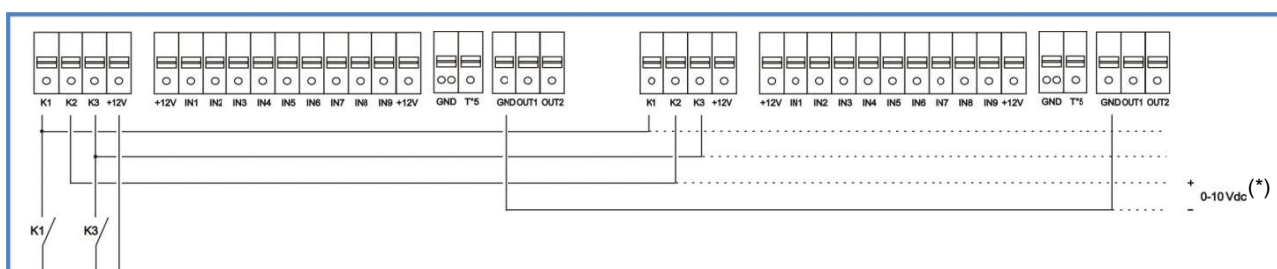 K1 K2 K3 +12V +12V IN1 IN2 IN3 IN4 IN5 IN6 IN7 IN8 IN9 +12V GND T°5 GND OUT1 OUT2 K1 K2 K3 +12V +12V IN1 IN2 IN3 IN4 IN5 IN6 IN7 IN8 IN9 +12V GND T°5 GND OUT1 OUT2
+
0-10 Vdc (*)
–
K1 K3